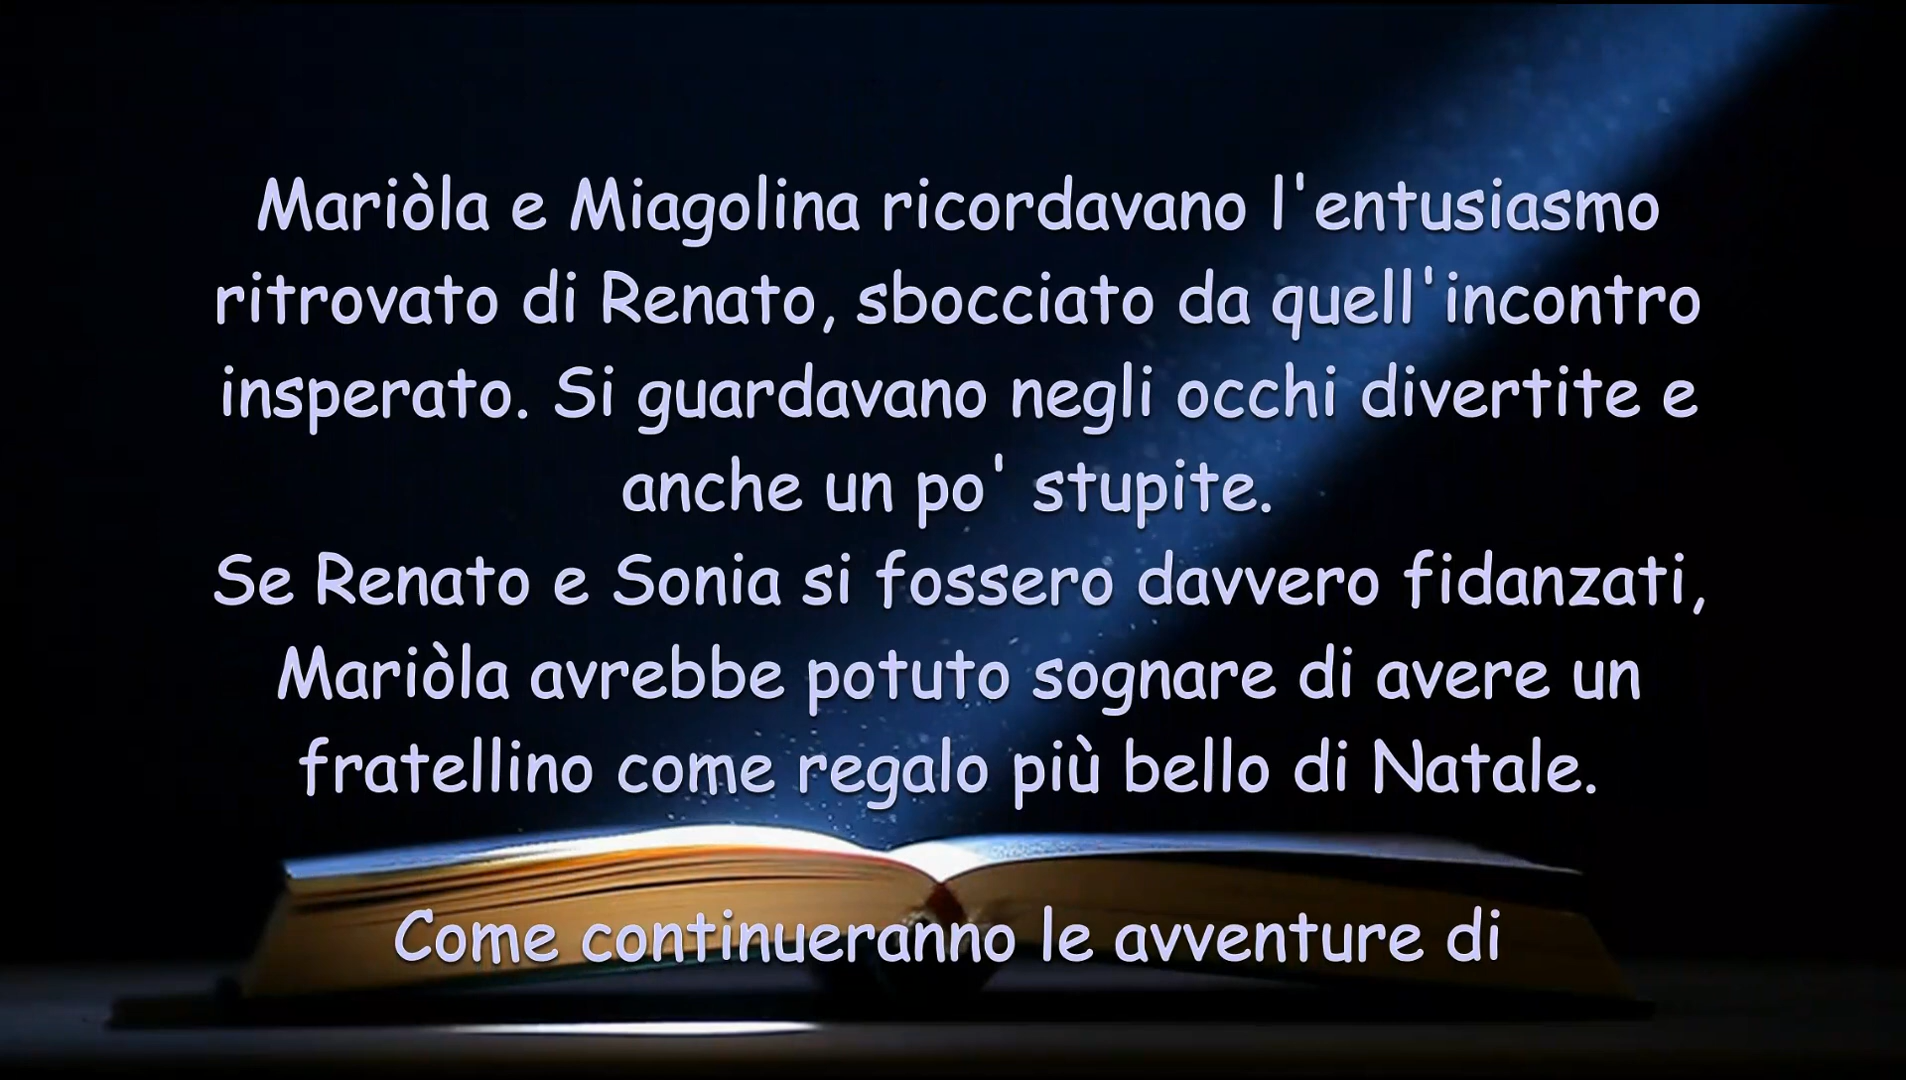 Mariòla e Miagolina ricordavano l'entusiasmo
ritrovato di Renato, sbocciato da quell'incontro
insperato. Si guardavano negli occhi divertite e
anche un po' stupite.
Se Renato e Sonia si fossero davvero fidanzati,
Mariòla avrebbe potuto sognare di avere un
fratellino come regalo più bello di Natale.
Come continueranno le avventure di